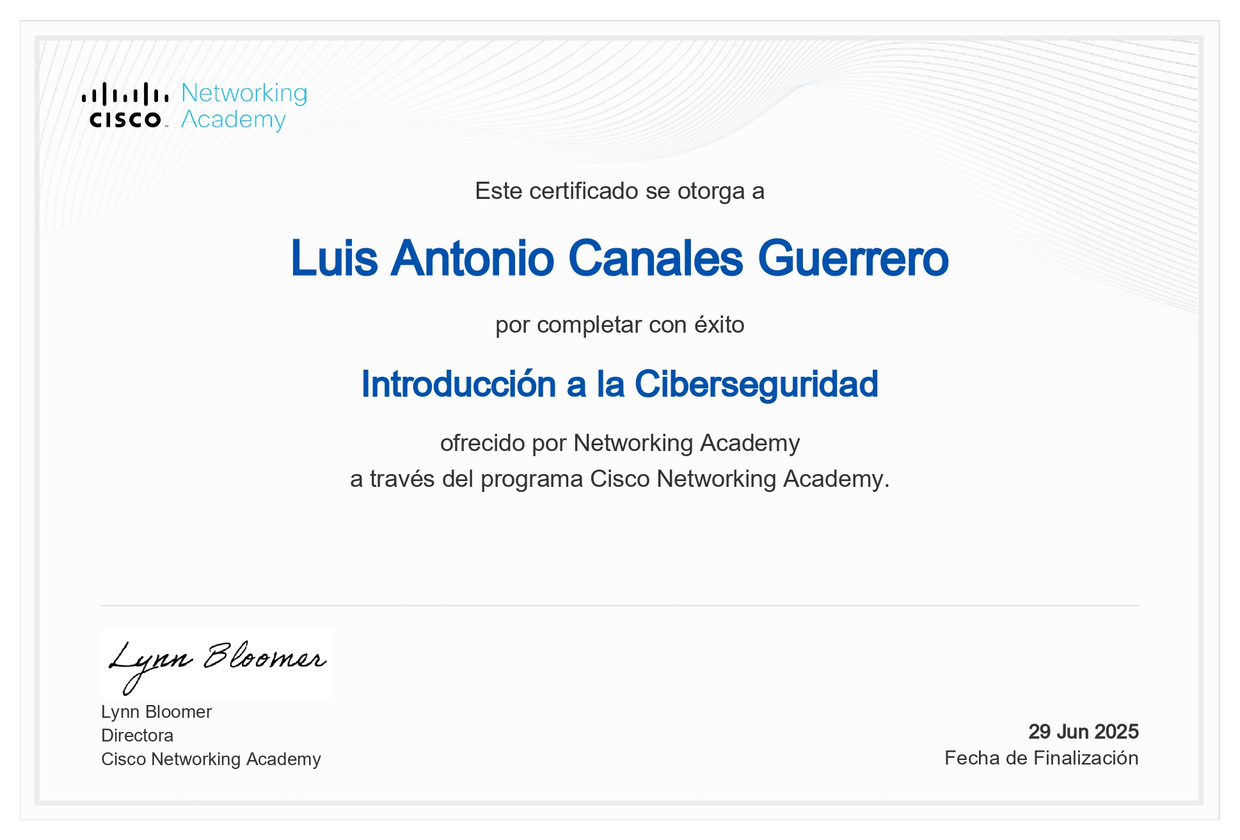 Networking
CISCO Academy
Este certificado se otorga a
Luis Antonio Canales Guerrero
por completar con éxito
Introducción a la Ciberseguridad
ofrecido por Networking Academy
a través del programa Cisco Networking Academy.
Lynn Bloomer
Lynn Bloomer
Directora
Cisco Networking Academy
29 Jun 2025
Fecha de Finalización